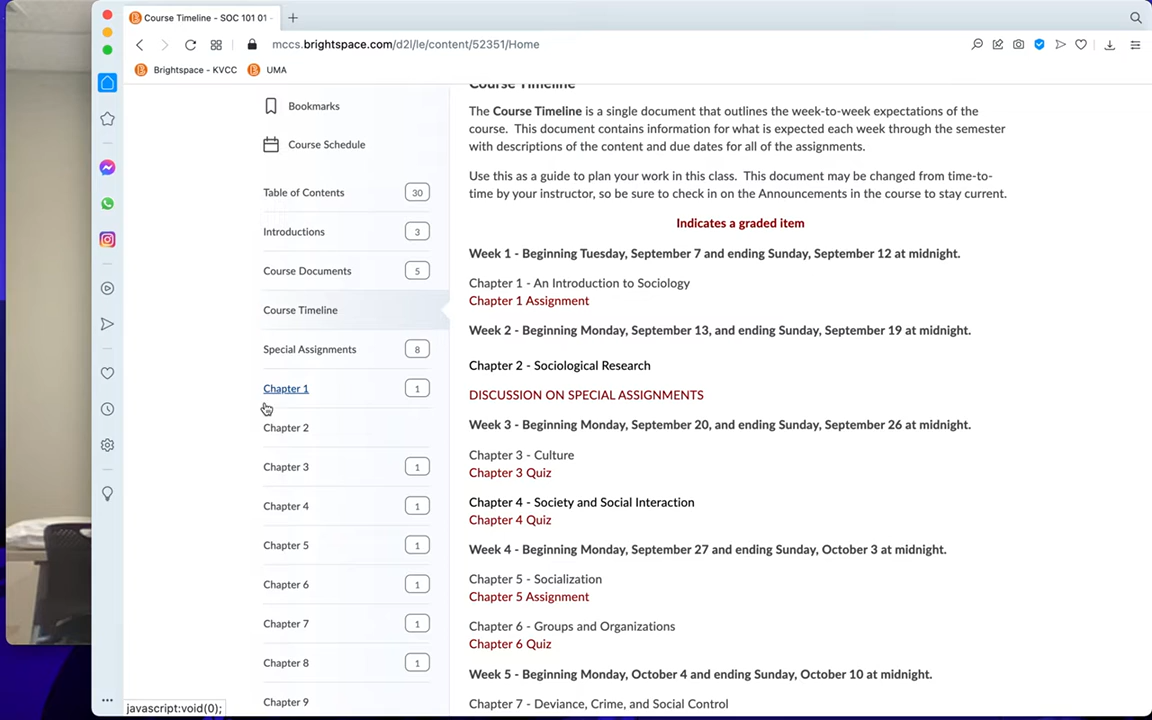 Course Timeline - SOC 101 01 -
mccs.brightspace.com/d2l/le/content/52351/Home
Brightspace - KVCC
UMA
Bookmarks
Course Schedule
Table of Contents 30
Introductions 3
Course Documents 5
Course Timeline
Special Assignments 8
Chapter 1 1
Chapter 2
Chapter 3 1
Chapter 4 1
Chapter 5 1
Chapter 6 1
Chapter 7 1
Chapter 8 1
Chapter 9
javascript:void(0);
Course Timeline
The Course Timeline is a single document that outlines the week-to-week expectations of the
course. This document contains information for what is expected each week through the semester
with descriptions of the content and due dates for all of the assignments.
Use this as a guide to plan your work in this class. This document may be changed from time-to-
time by your instructor, so be sure to check in on the Announcements in the course to stay current.
Indicates a graded item
Week 1 - Beginning Tuesday, September 7 and ending Sunday, September 12 at midnight.
Chapter 1 - An Introduction to Sociology
Chapter 1 Assignment
Week 2 - Beginning Monday, September 13, and ending Sunday, September 19 at midnight.
Chapter 2 - Sociological Research
DISCUSSION ON SPECIAL ASSIGNMENTS
Week 3 - Beginning Monday, September 20, and ending Sunday, September 26 at midnight.
Chapter 3 - Culture
Chapter 3 Quiz
Chapter 4 - Society and Social Interaction
Chapter 4 Quiz
Week 4 - Beginning Monday, September 27 and ending Sunday, October 3 at midnight.
Chapter 5 - Socialization
Chapter 5 Assignment
Chapter 6 - Groups and Organizations
Chapter 6 Quiz
Week 5 - Beginning Monday, October 4 and ending Sunday, October 10 at midnight.
Chapter 7 - Deviance, Crime, and Social Control